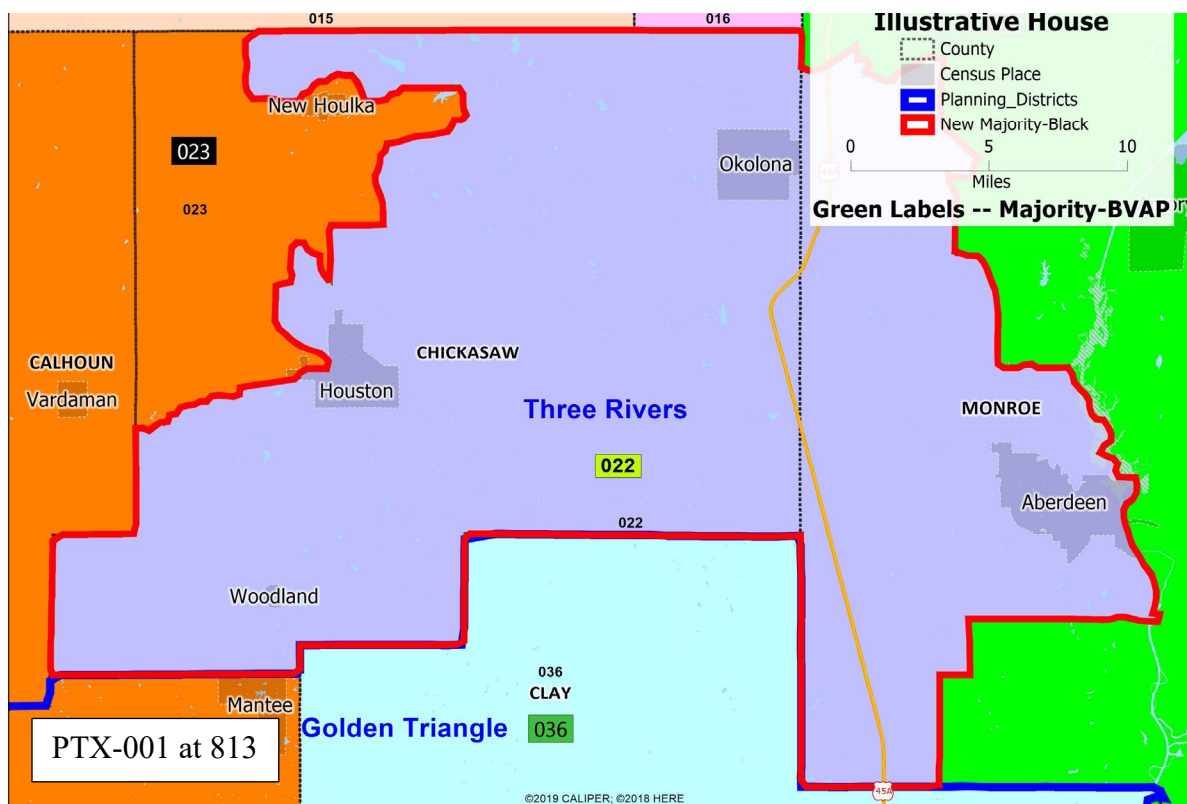 015
016
Illustrative House
County
Census Place
Planning_Districts
New Majority-Black
0 5 10
Miles
Green Labels -- Majority-BVAP
New Houlka
023
023
Okolona
CALHOUN
Vardaman
CHICKASAW
Houston
Three Rivers
MONROE
022
Aberdeen
022
Woodland
036
CLAY
Mantee
Golden Triangle
036
PTX-001 at 813
45A
©2019 CALIPER; ©2018 HERE